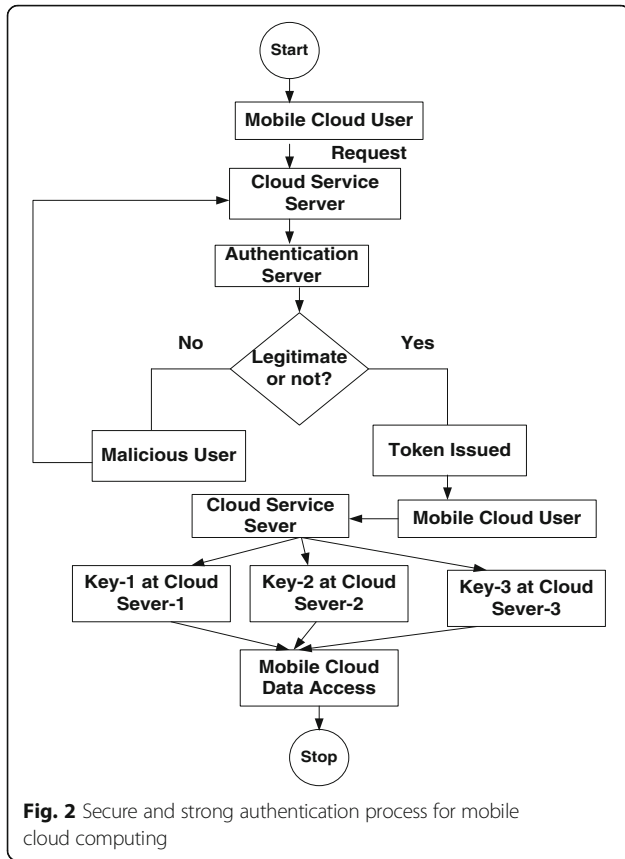 Start
Mobile Cloud User
Request
Cloud Service
Server
Authentication
Server
No
Legitimate
or not?
Yes
Malicious User
Token Issued
Cloud Service
Sever
Mobile Cloud User
Key-1 at Cloud
Sever-1
Key-2 at Cloud
Sever-2
Key-3 at Cloud
Sever-3
Mobile Cloud
Data Access
Stop
Fig. 2 Secure and strong authentication process for mobile
cloud computing